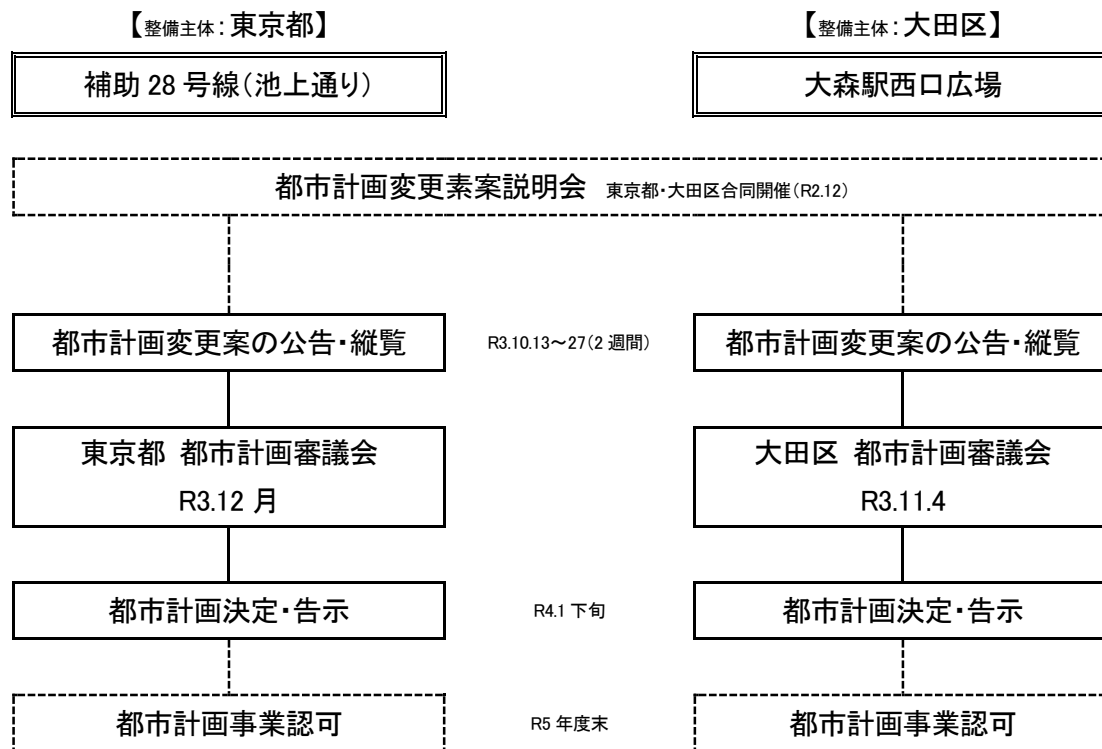 【整備主体：東京都】
【整備主体：大田区】
補助 28 号線（池上通り）
大森駅西口広場
都市計画変更素案説明会 東京都・大田区合同開催（R2.12）
都市計画変更案の公告・縦覧
R3.10.13～27（2 週間）
都市計画変更案の公告・縦覧
東京都 都市計画審議会
R3.12 月
大田区 都市計画審議会
R3.11.4
都市計画決定・告示
R4.1 下旬
都市計画決定・告示
都市計画事業認可
R5 年度末
都市計画事業認可